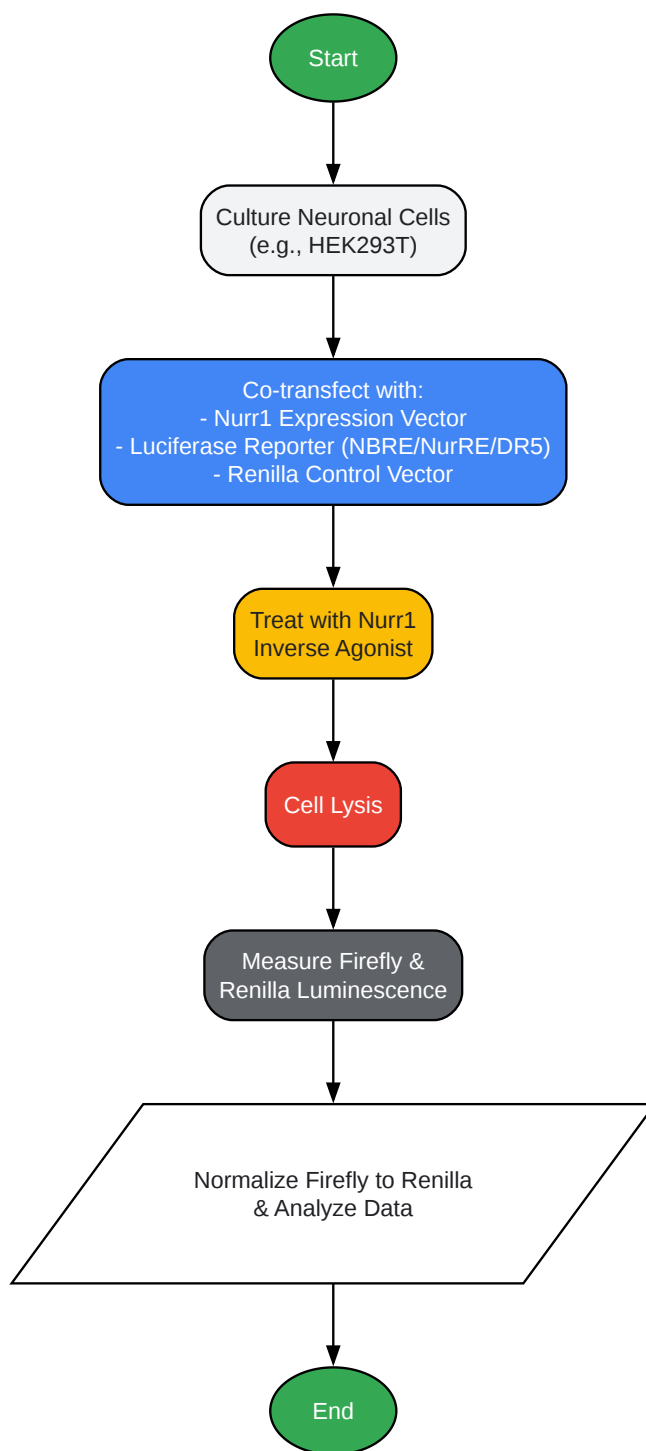 Start
Culture Neuronal Cells
(e.g., HEK293T)
Co-transfect with:
- Nurr1 Expression Vector
- Luciferase Reporter (NBRE/NurRE/DR5)
- Renilla Control Vector
Treat with Nurr1
Inverse Agonist
Cell Lysis
Measure Firefly &
Renilla Luminescence
Normalize Firefly to Renilla
& Analyze Data
End